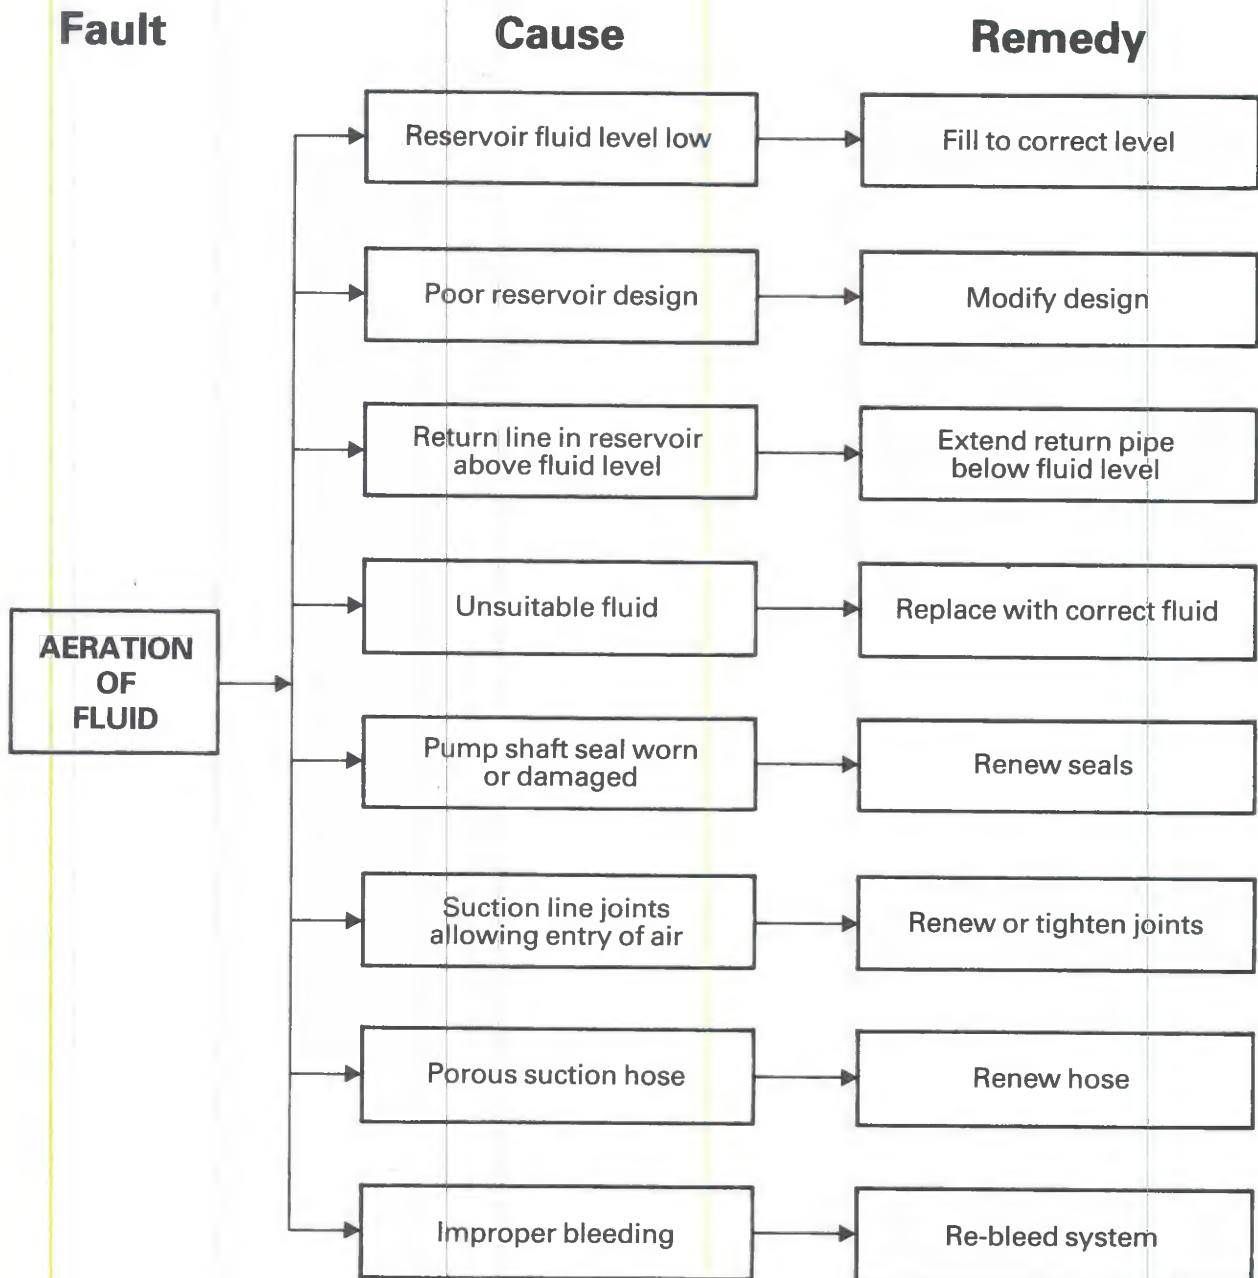 Fault
Cause
Remedy
Reservoir fluid level low
Fill to correct level
Poor reservoir design
Modify design
Return line in reservoir
above fluid level
Extend return pipe
below fluid level
Unsuitable fluid
Replace with correct fluid
AERATION
OF
FLUID
Pump shaft seal worn
or damaged
Renew seals
Suction line joints
allowing entry of air
Renew or tighten joints
Porous suction hose
Renew hose
Improper bleeding
Re-bleed system